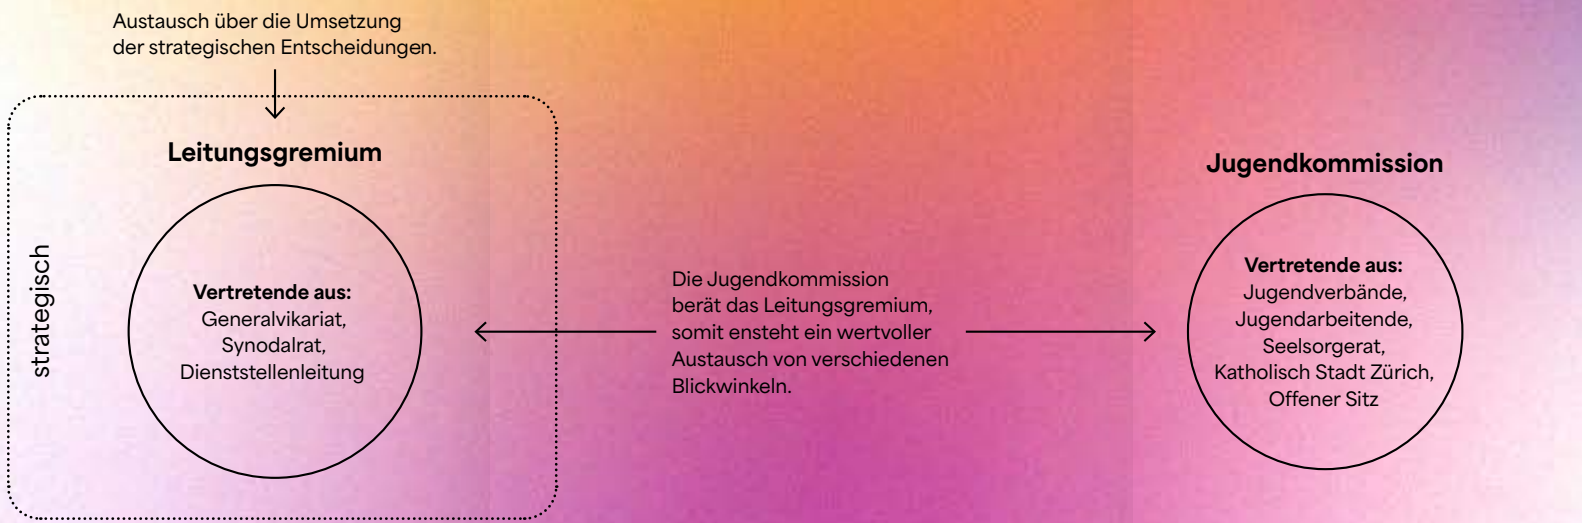 Austausch über die Umsetzung
der strategischen Entscheidungen.
Leitungsgremium
strategisch
Vertretende aus:
Generalvikariat,
Synodalrat,
Dienststellenleitung
Die Jugendkommission
berät das Leitungsgremium,
somit ensteht ein wertvoller
Austausch von verschiedenen
Blickwinkeln.
Jugendkommission
Vertretende aus:
Jugendverbände,
Jugendarbeitende,
Seelsorgerat,
Katholisch Stadt Zürich,
Offener Sitz